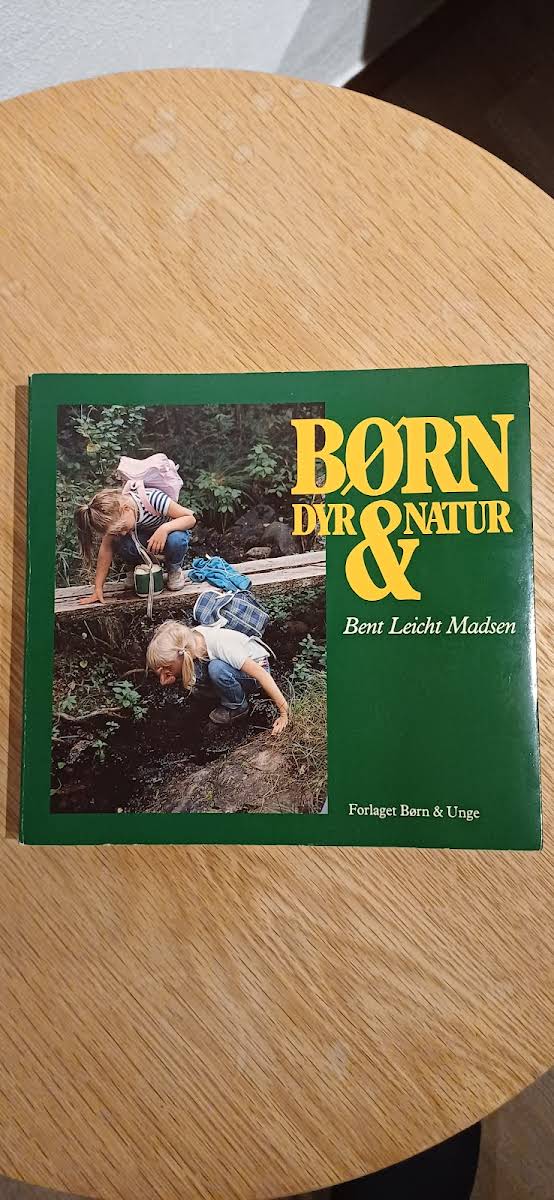 BØRN
DYR & NATUR
Bent Leicht Madsen
Forlaget Børn & Unge